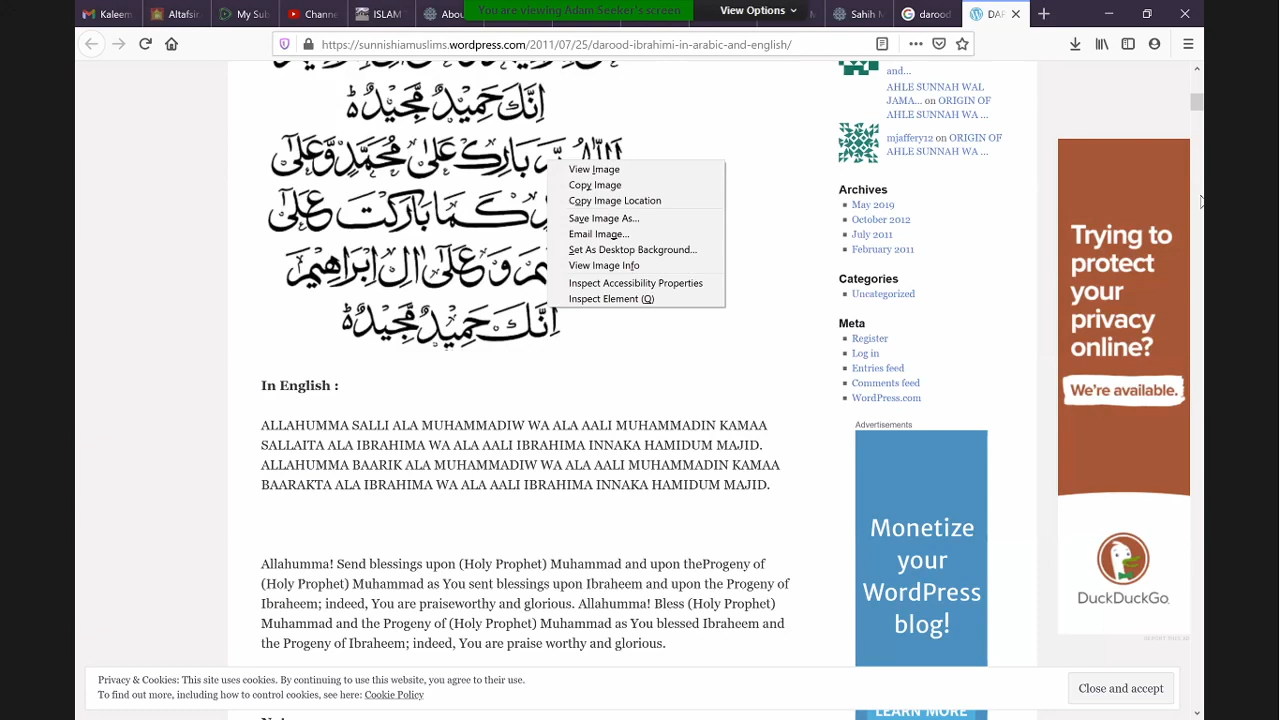 Kaleem
Altafsir
My Sub
Channe
ISLAM
Abou
You are viewing Adam Seeker's screen
View Options
Sahih M
darood
DAR
https://sunnishiamuslims.wordpress.com/2011/07/25/darood-ibrahimi-in-arabic-and-english/
اِنَّكَ حَمِيْدٌ مَّجِيْدٌ
بَارِكْ عَلٰى مُحَمَّدٍ وَّعَلٰٓى
كَمَا بَارَكْتَ عَلٰٓى
وَعَلٰٓى اٰلِ اِبْرَاهِيْمَ
اِنَّكَ حَمِيْدٌ مَّجِيْدٌ
View Image
Copy Image
Copy Image Location
Save Image As...
Email Image...
Set As Desktop Background...
View Image Info
Inspect Accessibility Properties
Inspect Element (Q)
In English :
ALLAHUMMA SALLI ALA MUHAMMADIW WA ALA AALI MUHAMMADIN KAMAA
SALLAITA ALA IBRAHIMA WA ALA AALI IBRAHIMA INNAKA HAMIDUM MAJID.
ALLAHUMMA BAARIK ALA MUHAMMADIW WA ALA AALI MUHAMMADIN KAMAA
BAARAKTA ALA IBRAHIMA WA ALA AALI IBRAHIMA INNAKA HAMIDUM MAJID.
Allahumma! Send blessings upon (Holy Prophet) Muhammad and upon theProgeny of
(Holy Prophet) Muhammad as You sent blessings upon Ibraheem and upon the Progeny of
Ibraheem; indeed, You are praiseworthy and glorious. Allahumma! Bless (Holy Prophet)
Muhammad and the Progeny of (Holy Prophet) Muhammad as You blessed Ibraheem and
the Progeny of Ibraheem; indeed, You are praise worthy and glorious.
and...
AHLE SUNNAH WAL
JAMA... on ORIGIN OF
AHLE SUNNAH WA ...
mjaffery12 on ORIGIN OF
AHLE SUNNAH WA ...
Archives
May 2019
October 2012
July 2011
February 2011
Categories
Uncategorized
Meta
Register
Log in
Entries feed
Comments feed
WordPress.com
Advertisements
Monetize
your
WordPress
blog!
LEARN MORE
Trying to
protect
your
privacy
online?
We're available.
DuckDuckGo.
REPORT THIS AD
Privacy & Cookies: This site uses cookies. By continuing to use this website, you agree to their use.
To find out more, including how to control cookies, see here: Cookie Policy
Close and accept